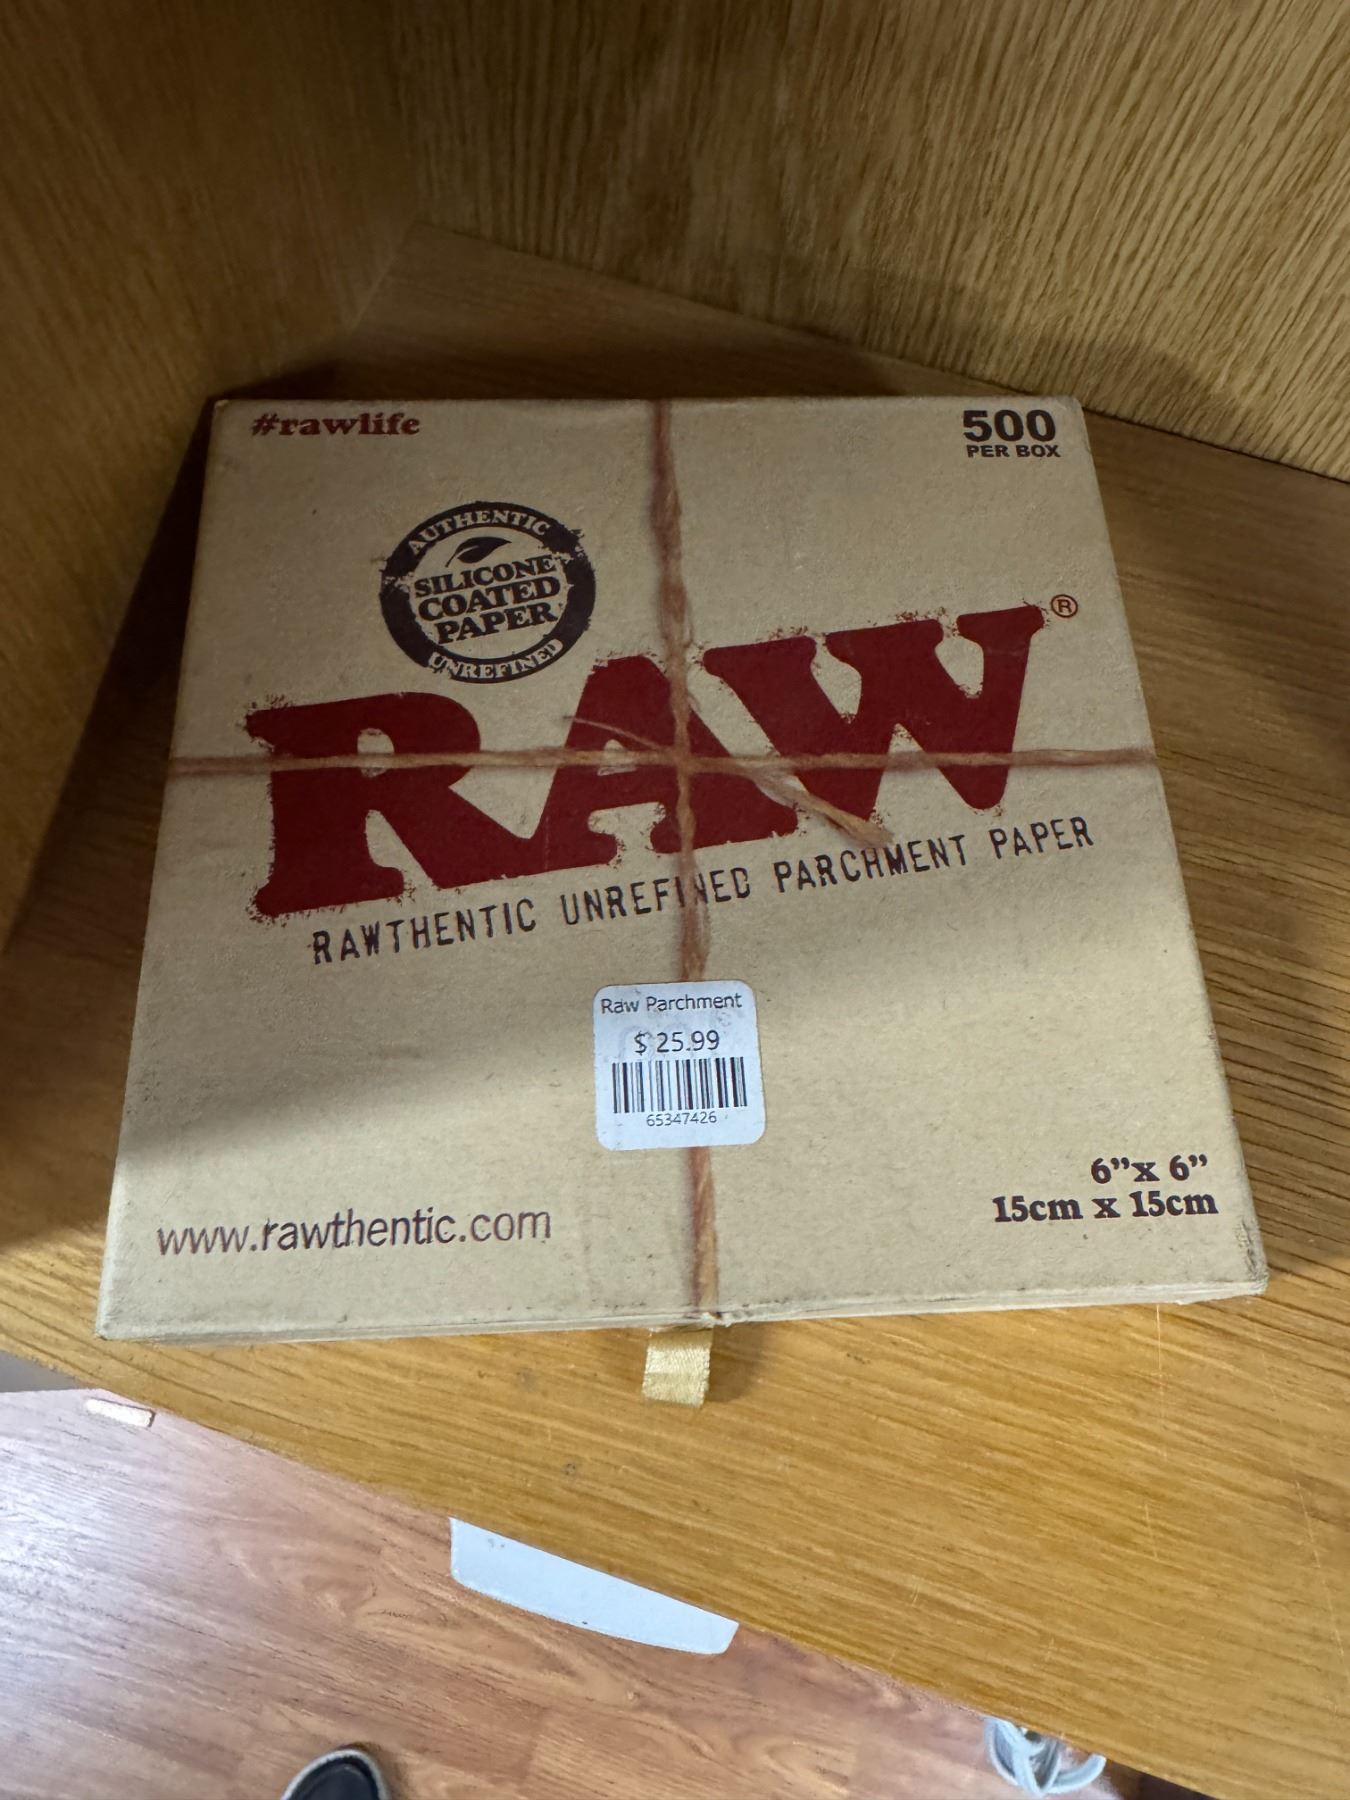 #rawlife
500
PER BOX
AUTHENTIC
SILICONE
COATED
PAPER
UNREFINED
RAW®
RAWTHENTIC UNREFINED PARCHMENT PAPER
Raw Parchment
$ 25.99
65347426
6”x 6”
15cm x 15cm
www.rawthentic.com